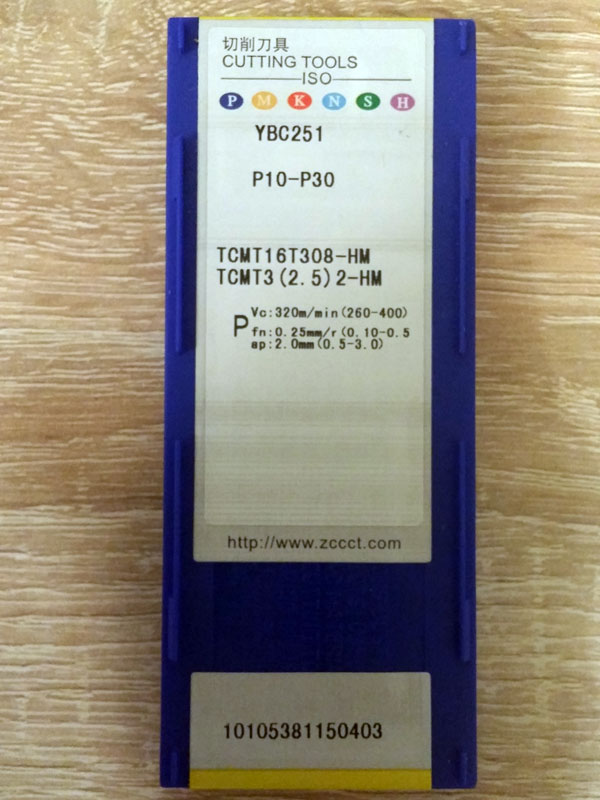 切削刀具
CUTTING TOOLS
ISO
P M K N S H
YBC251
P10-P30
TCMT16T308-HM
TCMT3(2.5)2-HM
P
Vc:320m/min(260-400)
fn:0.25mm/r(0.10-0.5
ap:2.0mm(0.5-3.0)
http://www.zccct.com
10105381150403